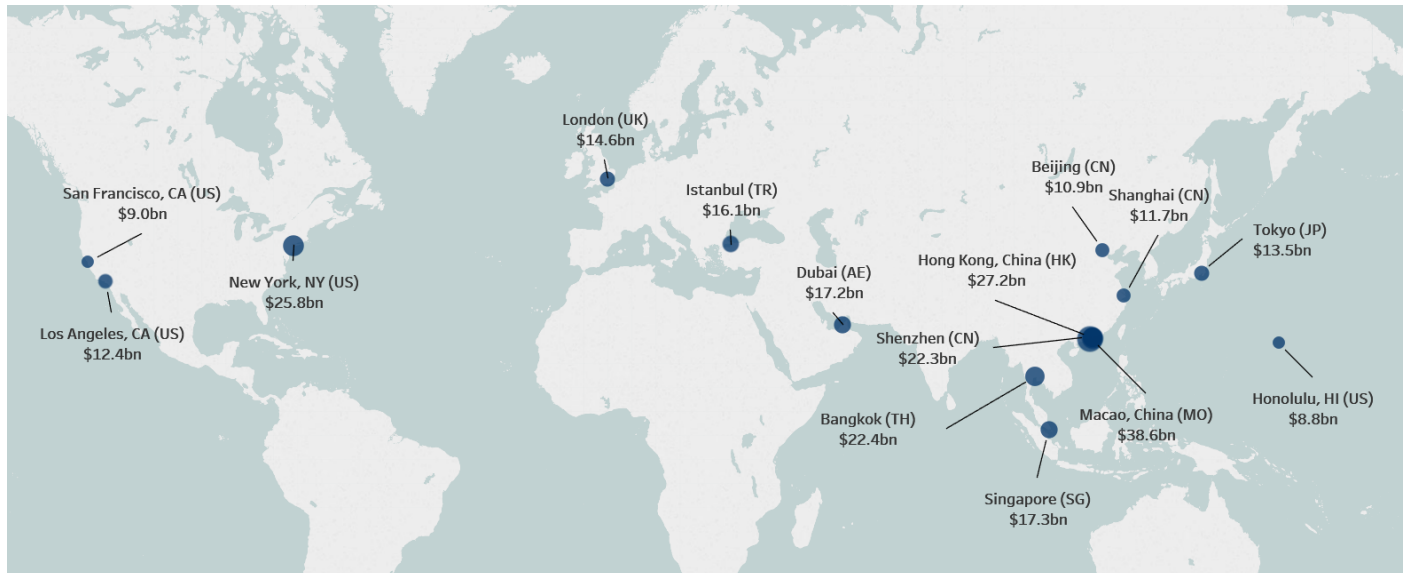 London (UK)
$14.6bn
San Francisco, CA (US)
$9.0bn
Istanbul (TR)
$16.1bn
Beijing (CN)
$10.9bn
Shanghai (CN)
$11.7bn
Tokyo (JP)
$13.5bn
New York, NY (US)
$25.8bn
Dubai (AE)
$17.2bn
Hong Kong, China (HK)
$27.2bn
Los Angeles, CA (US)
$12.4bn
Shenzhen (CN)
$22.3bn
Bangkok (TH)
$22.4bn
Macao, China (MO)
$38.6bn
Honolulu, HI (US)
$8.8bn
Singapore (SG)
$17.3bn